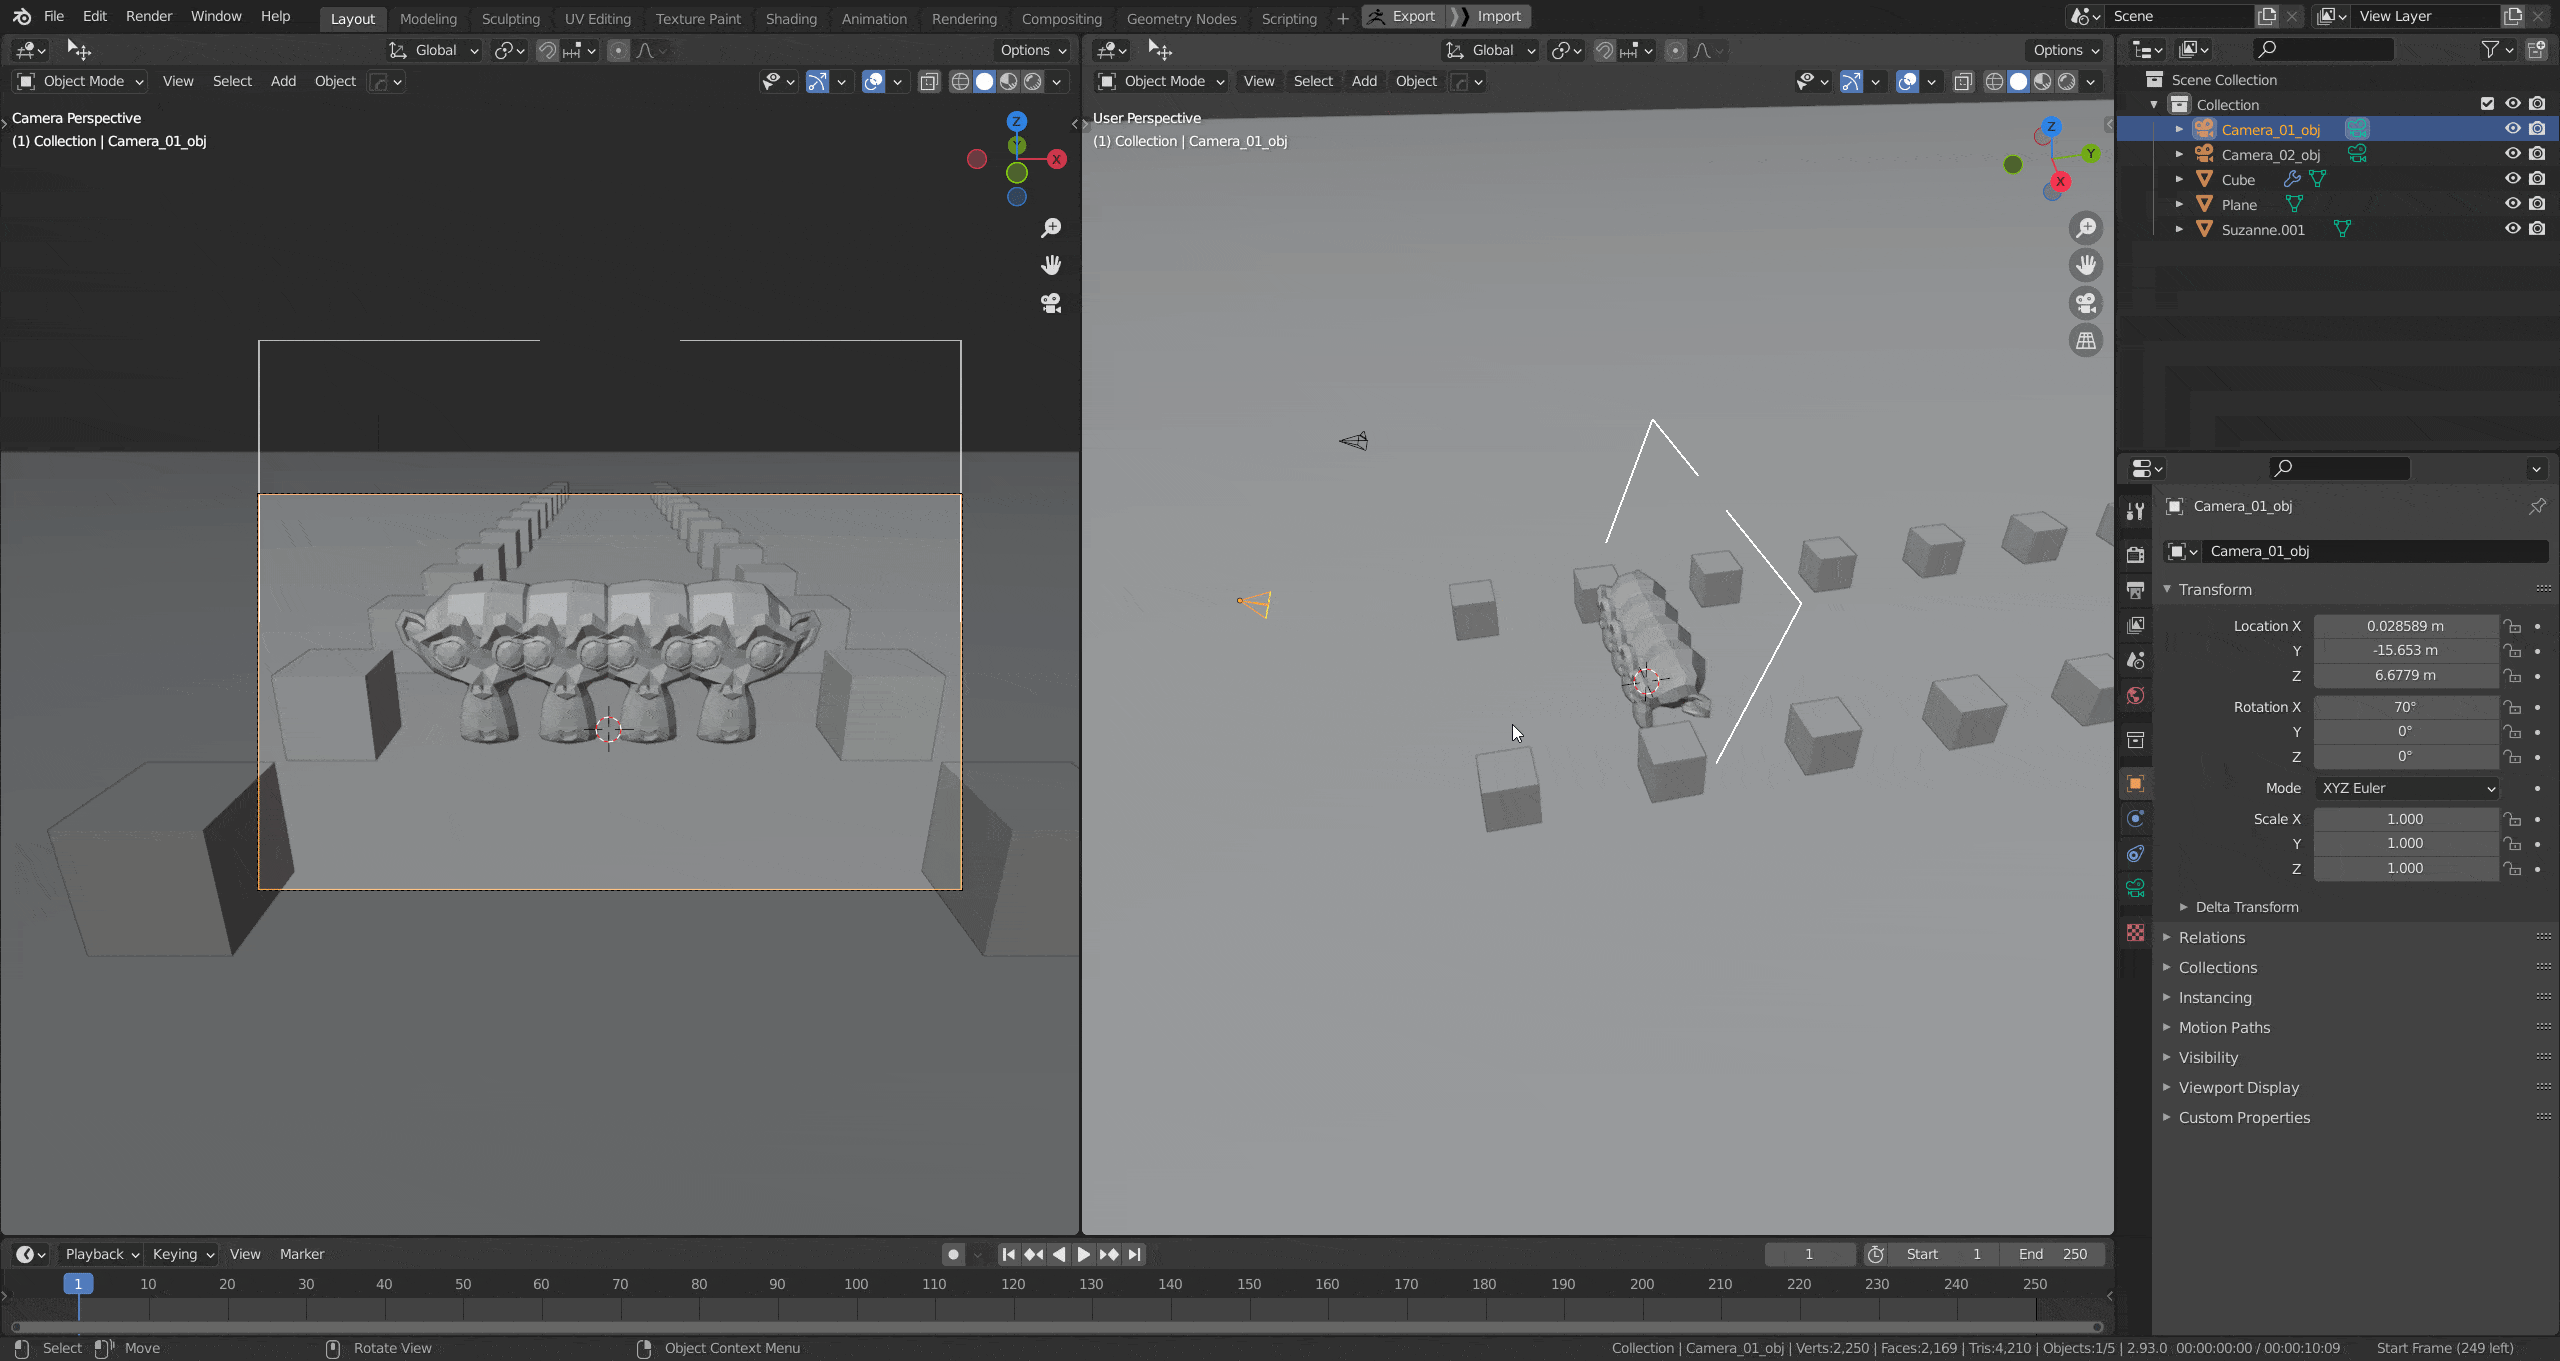 File Edit Render Window Help Layout Modeling Sculpting UV Editing Texture Paint Shading Animation Rendering Compositing Geometry Nodes Scripting + Export Import Scene View Layer
Global Options
Object Mode View Select Add Object
Camera Perspective
(1) Collection | Camera_01_obj
Z
Y
X
Global Options
Object Mode View Select Add Object
User Perspective
(1) Collection | Camera_01_obj
Z
Y
X
Scene Collection
Collection
Camera_01_obj
Camera_02_obj
Cube
Plane
Suzanne.001
Camera_01_obj
Camera_01_obj
Transform
Location X 0.028589 m
Y -15.653 m
Z 6.6779 m
Rotation X 70°
Y 0°
Z 0°
Mode XYZ Euler
Scale X 1.000
Y 1.000
Z 1.000
Delta Transform
Relations
Collections
Instancing
Motion Paths
Visibility
Viewport Display
Custom Properties
Playback Keying View Marker 1 Start 1 End 250
1 10 20 30 40 50 60 70 80 90 100 110 120 130 140 150 160 170 180 190 200 210 220 230 240 250
Select Move Rotate View Object Context Menu Collection | Camera_01_obj | Verts:2,250 | Faces:2,169 | Tris:4,210 | Objects:1/5 | 2.93.0 00:00:00:00 / 00:00:10:09 Start Frame (249 left)